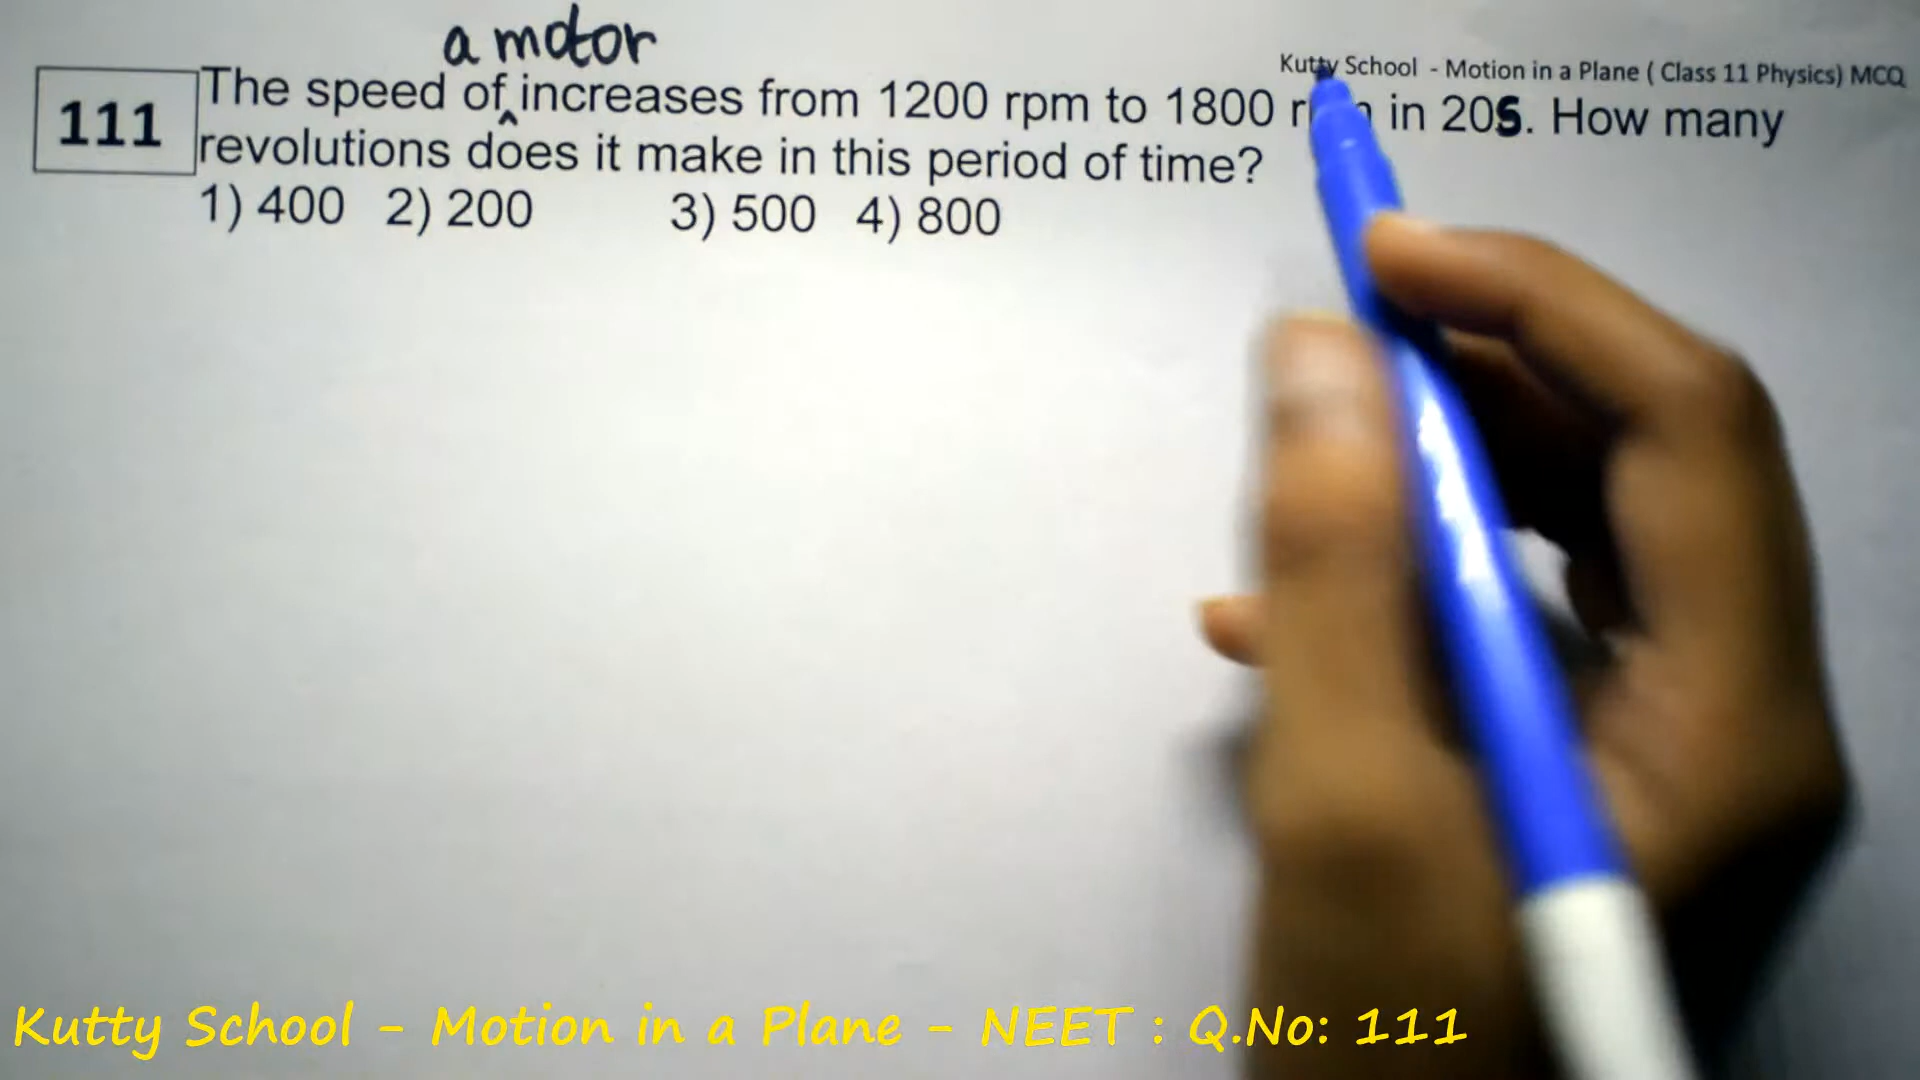 a motor
Kutty School - Motion in a Plane ( Class 11 Physics) MCQ
111
The speed of ^ increases from 1200 rpm to 1800 in 20s. How many
revolutions does it make in this period of time?
1) 400 2) 200 3) 500 4) 800
Kutty School - Motion in a Plane - NEET : Q.No: 111